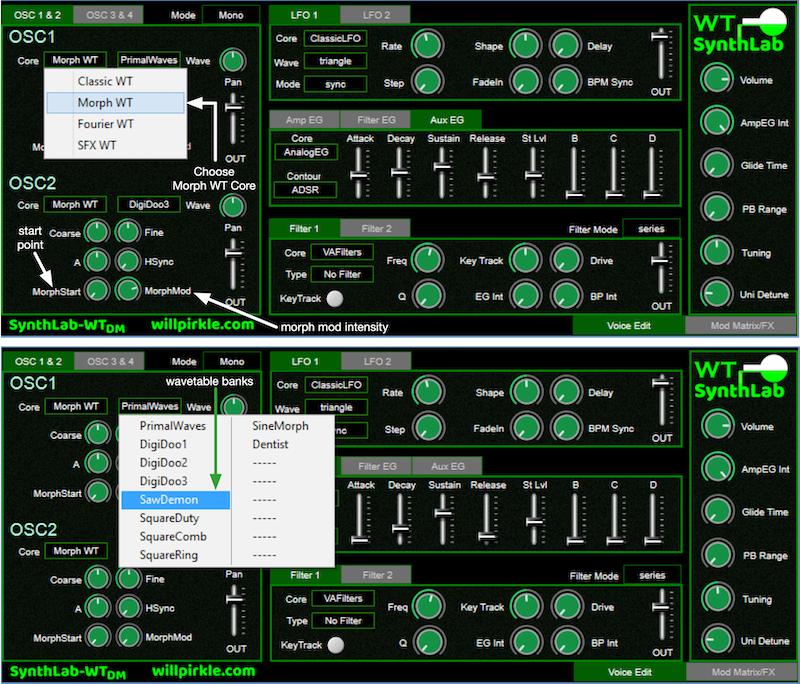 OSC 1 & 2 OSC 3 & 4 Mode Mono
OSC1
Core Morph WT PrimalWaves Wave
Classic WT
Morph WT
Fourier WT
SFX WT
Pan
OUT
Choose
Morph WT Core
OSC2
Core Morph WT DigiDoo3 Wave
start
point
Coarse Fine
Pan
A HSync
MorphStart MorphMod
OUT
morph mod intensity
SynthLab-WTDM willpirkle.com
LFO 1 LFO 2
Core ClassicLFO Rate Shape Delay
Wave triangle
Mode sync Step FadeIn BPM Sync
OUT
Amp EG Filter EG Aux EG
Core Attack Decay Sustain Release St Lvl B C D
AnalogEG
Contour
ADSR
Filter 1 Filter 2 Filter Mode series
Core VAFilters Freq Key Track Drive
Type No Filter
KeyTrack Q EG Int BP Int
OUT
Voice Edit Mod Matrix/FX
WT
SynthLab
Volume
AmpEG Int
Glide Time
PB Range
Tuning
Uni Detune
OSC 1 & 2 OSC 3 & 4 Mode Mono
OSC1
wavetable banks
Core Morph WT PrimalWaves Wave
Coarse
A
MorphStart
PrimalWaves SineMorph
DigiDoo1 Dentist
DigiDoo2 -----
DigiDoo3 -----
SawDemon -----
SquareDuty -----
SquareComb -----
SquareRing -----
OSC2
Core Morph WT
Coarse Fine
Pan
A HSync
MorphStart MorphMod
OUT
SynthLab-WTDM willpirkle.com
LFO 1 LFO 2
Core ClassicLFO Rate Shape Delay
Wave triangle
sync Step FadeIn BPM Sync
OUT
Filter EG Aux EG
Attack Decay Sustain Release St Lvl B C D
Filter 1 Filter 2 Filter Mode series
Core VAFilters Freq Key Track Drive
Type No Filter
KeyTrack Q EG Int BP Int
OUT
Voice Edit Mod Matrix/FX
WT
SynthLab
Volume
AmpEG Int
Glide Time
PB Range
Tuning
Uni Detune